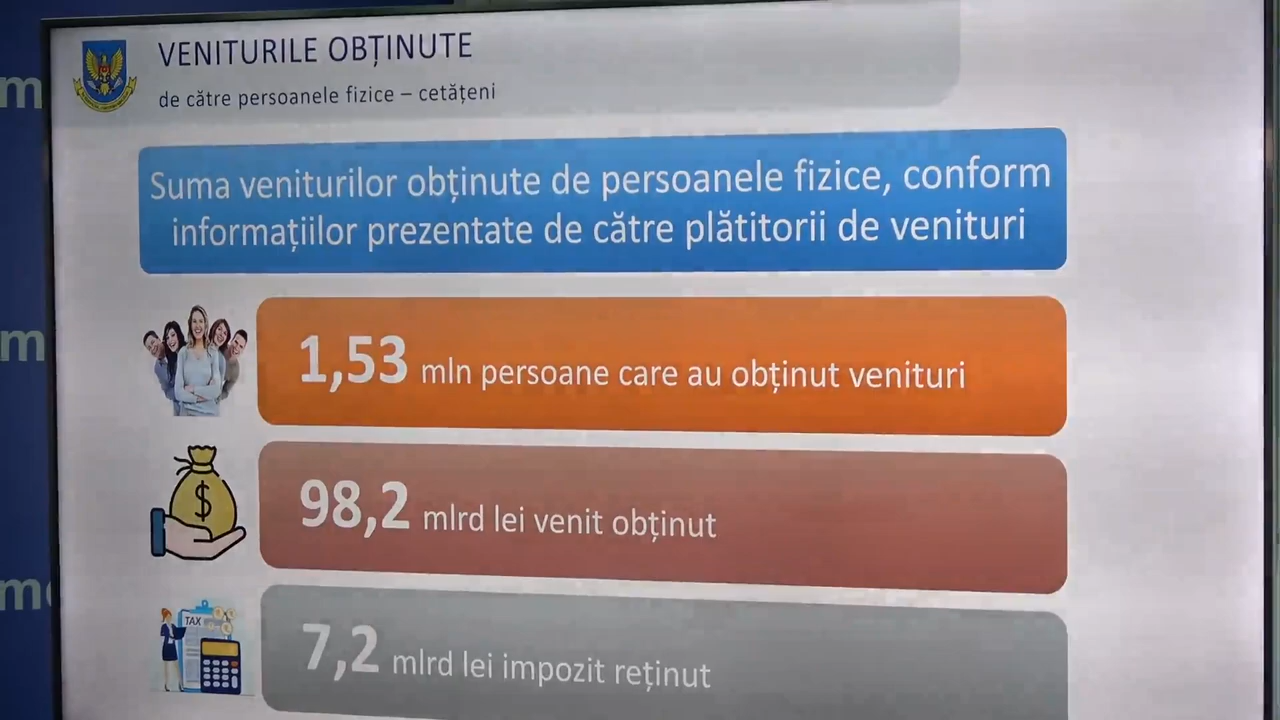 VENITURILE OBȚINUTE
de către persoanele fizice – cetățeni
Suma veniturilor obținute de persoanele fizice, conform
informațiilor prezentate de către plătitorii de venituri
1,53 mln persoane care au obținut venituri
$
98,2 mlrd lei venit obținut
TAX
7,2 mlrd lei impozit reținut
m
m
m